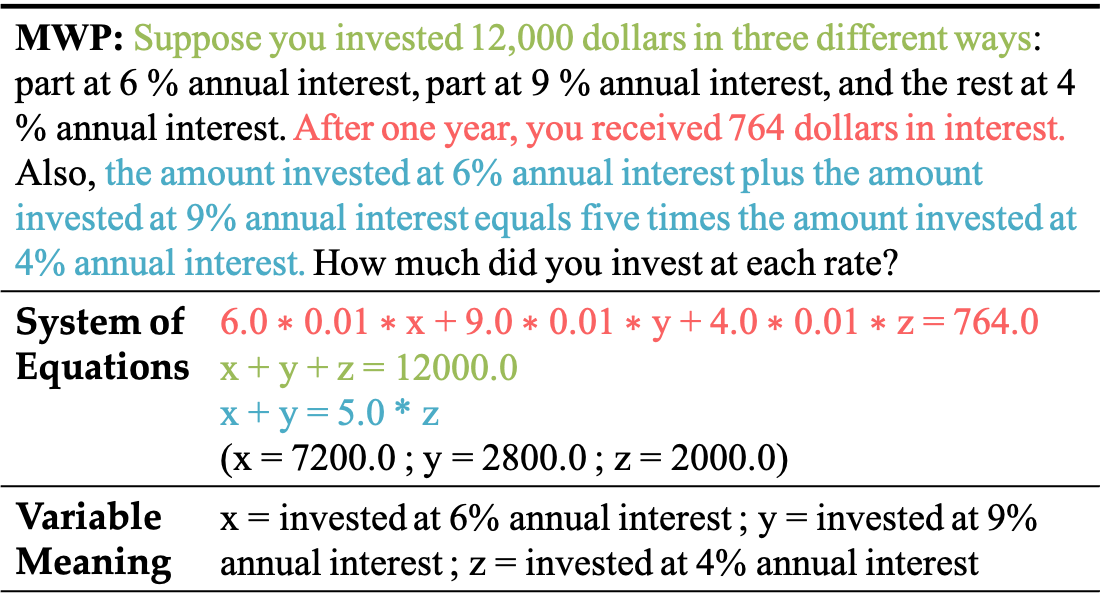 MWP: Suppose you invested 12,000 dollars in three different ways:
part at 6 % annual interest, part at 9 % annual interest, and the rest at 4
% annual interest. After one year, you received 764 dollars in interest.
Also, the amount invested at 6% annual interest plus the amount
invested at 9% annual interest equals five times the amount invested at
4% annual interest. How much did you invest at each rate?
System of 6.0 * 0.01 * x + 9.0 * 0.01 * y + 4.0 * 0.01 * z = 764.0
Equations x + y + z = 12000.0
x + y = 5.0 * z
(x = 7200.0 ; y = 2800.0 ; z = 2000.0)
Variable x = invested at 6% annual interest ; y = invested at 9%
Meaning annual interest ; z = invested at 4% annual interest